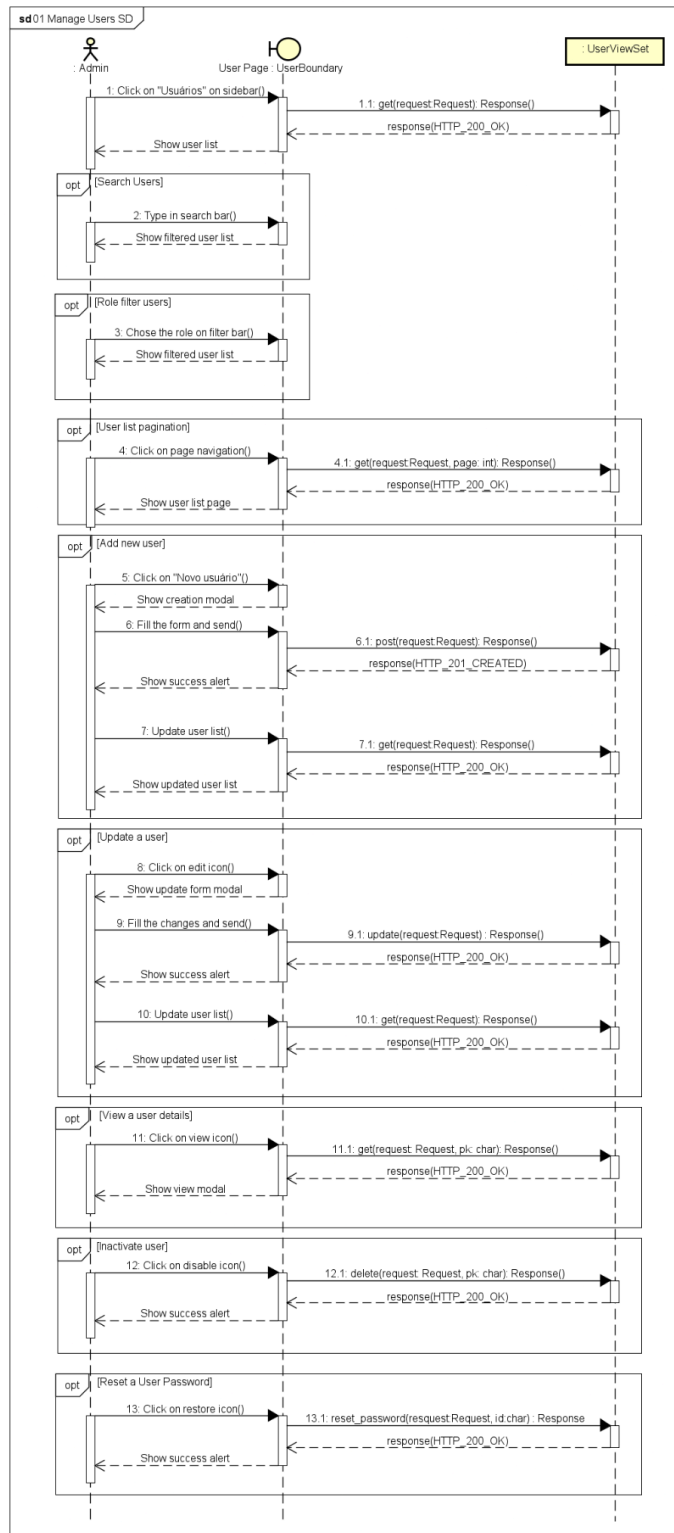 sd 01 Manage Users SD
: Admin
User Page : UserBoundary
: UserViewSet
1: Click on "Usuários" on sidebar()
1.1: get(request:Request): Response()
response(HTTP_200_OK)
Show user list
opt
[Search Users]
2: Type in search bar()
Show filtered user list
opt
[Role filter users]
3: Chose the role on filter bar()
Show filtered user list
opt
[User list pagination]
4: Click on page navigation()
4.1: get(request:Request, page: int): Response()
response(HTTP_200_OK)
Show user list page
opt
[Add new user]
5: Click on "Novo usuário"()
Show creation modal
6: Fill the form and send()
6.1: post(request:Request): Response()
response(HTTP_201_CREATED)
Show success alert
7: Update user list()
7.1: get(request:Request): Response()
response(HTTP_200_OK)
Show updated user list
opt
[Update a user]
8: Click on edit icon()
Show update form modal
9: Fill the changes and send()
9.1: update(request:Request) : Response()
response(HTTP_200_OK)
Show success alert
10: Update user list()
10.1: get(request:Request): Response()
response(HTTP_200_OK)
Show updated user list
opt
[View a user details]
11: Click on view icon()
11.1: get(request: Request, pk: char): Response()
response(HTTP_200_OK)
Show view modal
opt
[Inactivate user]
12: Click on disable icon()
12.1: delete(request: Request, pk: char): Response()
response(HTTP_200_OK)
Show success alert
opt
[Reset a User Password]
13: Click on restore icon()
13.1: reset_password(resquest:Request, id:char) : Response
response(HTTP_200_OK)
Show success alert